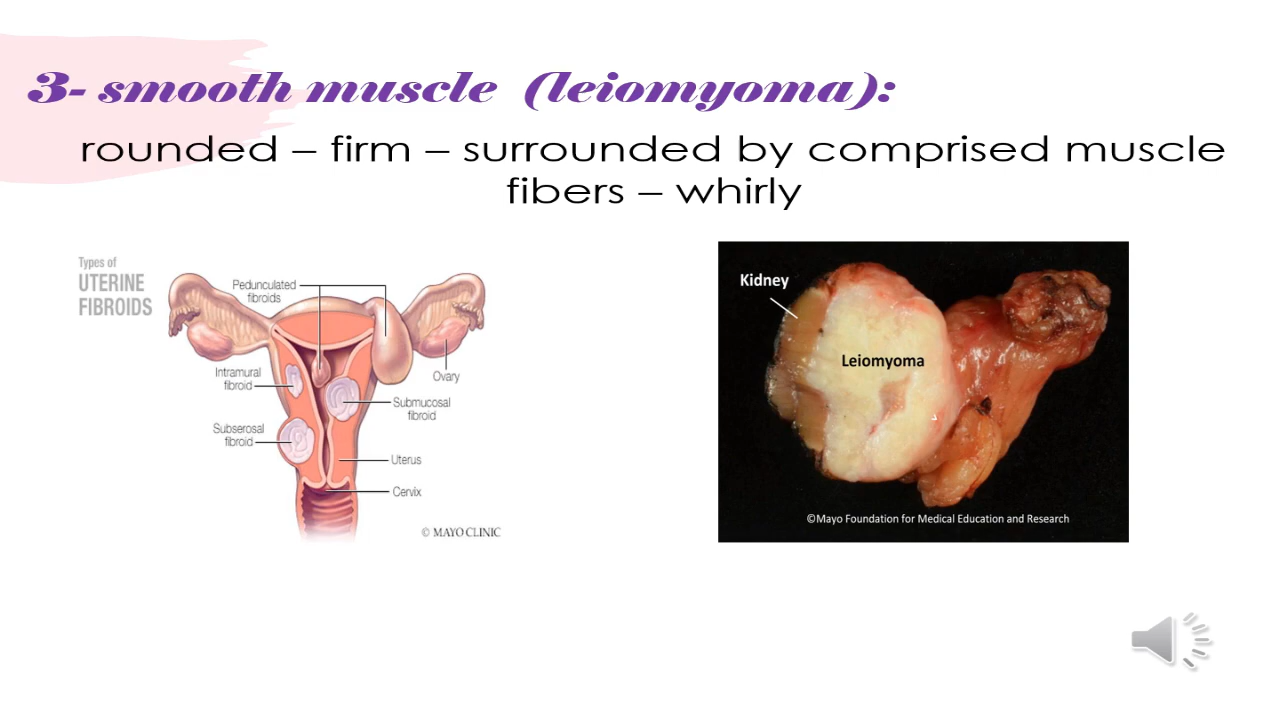 3- smooth muscle (leiomyoma):
rounded – firm – surrounded by comprised muscle
fibers – whirly
Types of
UTERINE
FIBROIDS
Pedunculated
fibroids
Intramural
fibroid
Ovary
Submucosal
fibroid
Subserosal
fibroid
Uterus
Cervix
© MAYO CLINIC
Kidney
Leiomyoma
©Mayo Foundation for Medical Education and Research